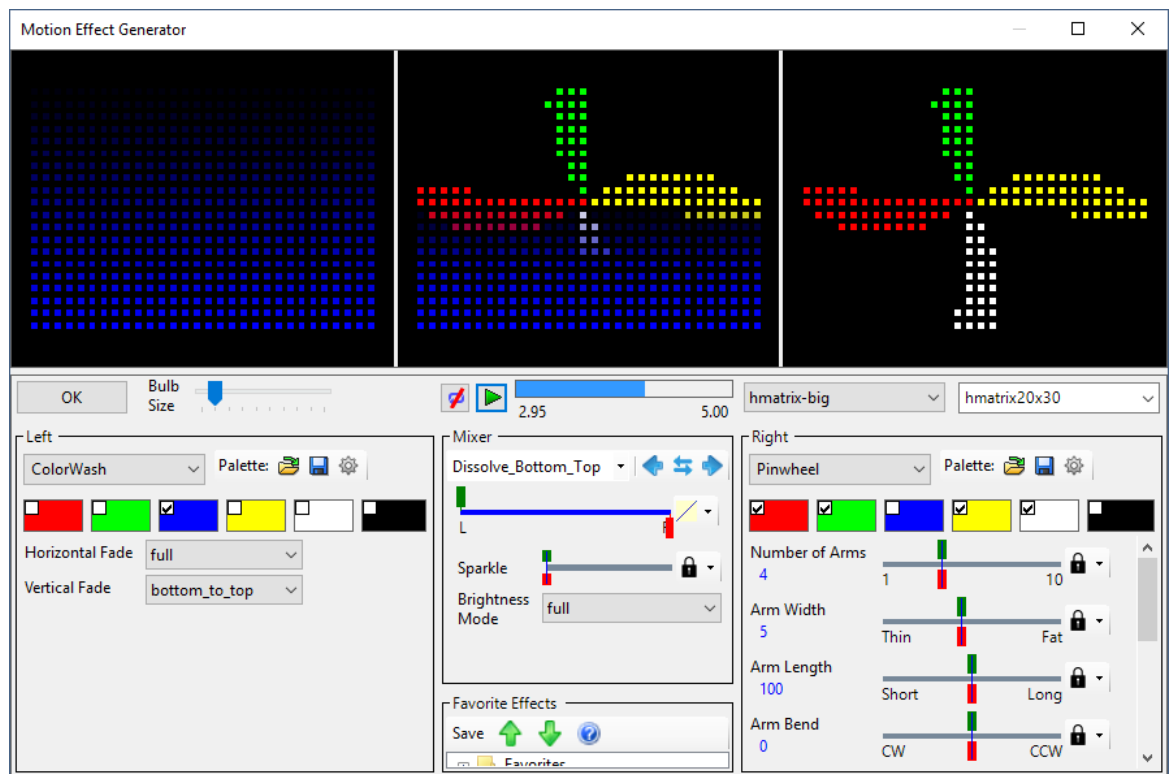 Motion Effect Generator
OK
Bulb
Size
2.95 5.00
hmatrix-big
hmatrix20x30
Left
ColorWash
Palette:
Horizontal Fade
full
Vertical Fade
bottom_to_top
Mixer
Dissolve_Bottom_Top
L
Sparkle
Brightness
Mode
full
Favorite Effects
Save
Favorites
Right
Pinwheel
Palette:
Number of Arms
4
1 10
Arm Width
5
Thin Fat
Arm Length
100
Short Long
Arm Bend
0
CW CCW